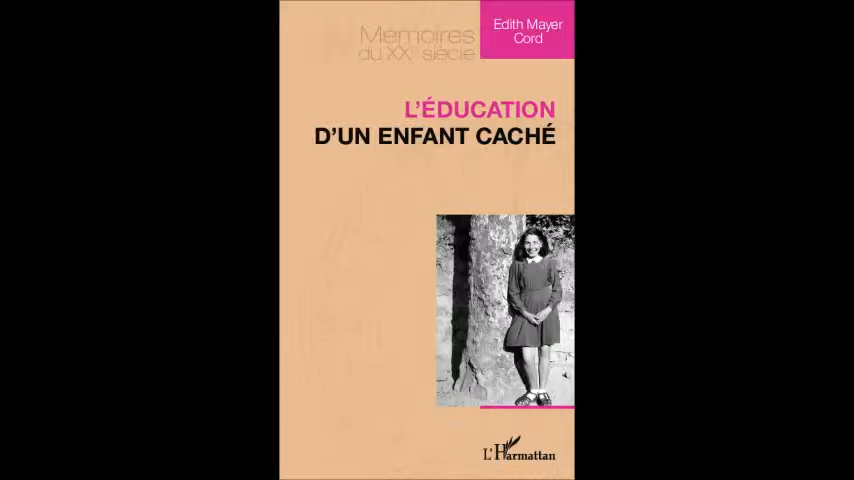 Edith Mayer
Cord
Mémoires
du XXe siècle
L'ÉDUCATION
D'UN ENFANT CACHÉ
L'Harmattan